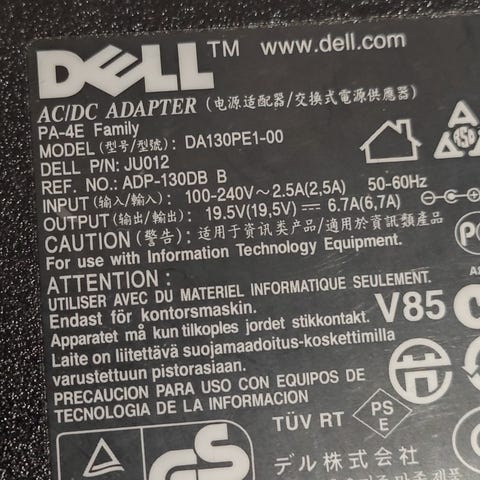 DELL™ www.dell.com
AC/DC ADAPTER (电源适配器/交換式電源供應器)
PA-4E Family
MODEL (型号/型號): DA130PE1-00
DELL P/N: JU012
REF. NO.: ADP-130DB B
INPUT (输入/輸入): 100-240V ~ 2.5A(2,5A) 50-60Hz
OUTPUT (输出/輸出): 19.5V(19,5V) ⎓ 6.7A(6,7A)
CAUTION (警告): 适用于资讯类产品/適用於資訊類產品
For use with Information Technology Equipment.
ATTENTION :
UTILISER AVEC DU MATERIEL INFORMATIQUE SEULEMENT.
Endast för kontorsmaskin.
V85
Apparatet må kun tilkoples jordet stikkontakt.
Laite on liitettävä suojamaadoitus-koskettimilla
varustettuun pistorasiaan.
PRECAUCION PARA USO CON EQUIPOS DE
TECNOLOGIA DE LA INFORMACION
TÜV RT
PS
E
GS
デル株式会社